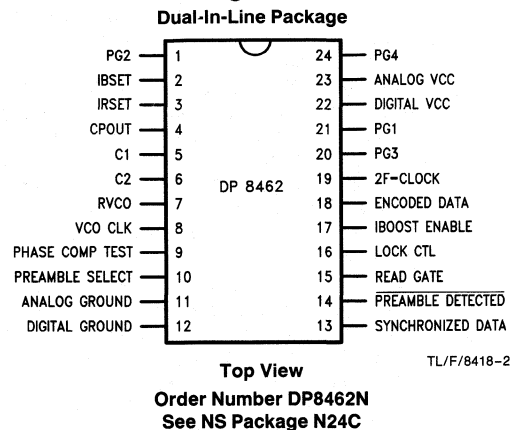 Dual-In-Line Package
PG2 1 24 PG4
IBSET 2 23 ANALOG VCC
IRSET 3 22 DIGITAL VCC
CPOUT 4 21 PG1
C1 5 20 PG3
C2 6 19 2F-CLOCK
DP 8462
RVCO 7 18 ENCODED DATA
VCO CLK 8 17 IBOOST ENABLE
PHASE COMP TEST 9 16 LOCK CTL
PREAMBLE SELECT 10 15 READ GATE
ANALOG GROUND 11 14 PREAMBLE DETECTED
DIGITAL GROUND 12 13 SYNCHRONIZED DATA
TL/F/8418-2
Top View
Order Number DP8462N
See NS Package N24C